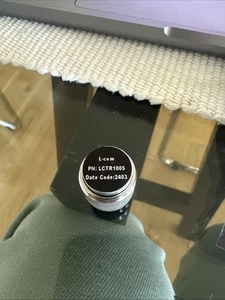 L-com
PN: LCTR1005
Date Code:2403